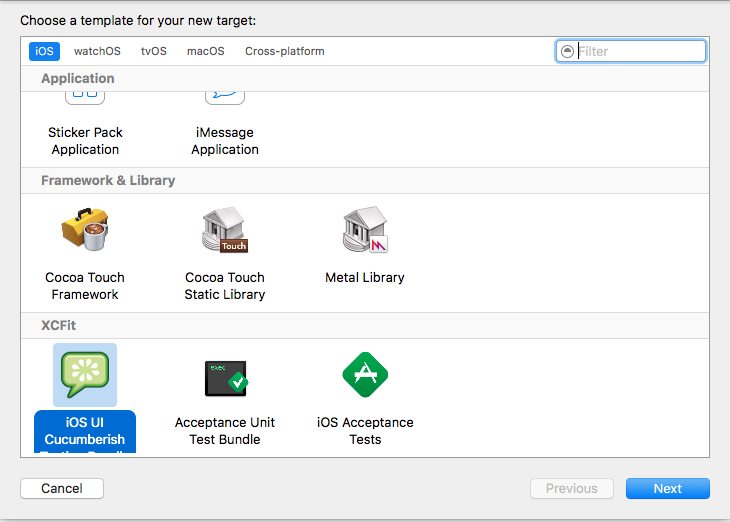 Choose a template for your new target:
iOS watchOS tvOS macOS Cross-platform
Filter
Application
Sticker Pack
Application
iMessage
Application
Framework & Library
Touch
Cocoa Touch
Framework
Cocoa Touch
Static Library
Metal Library
XCFit
exec
iOS UI
Cucumberish
Acceptance Unit
Test Bundle
iOS Acceptance
Tests
Cancel
Previous
Next